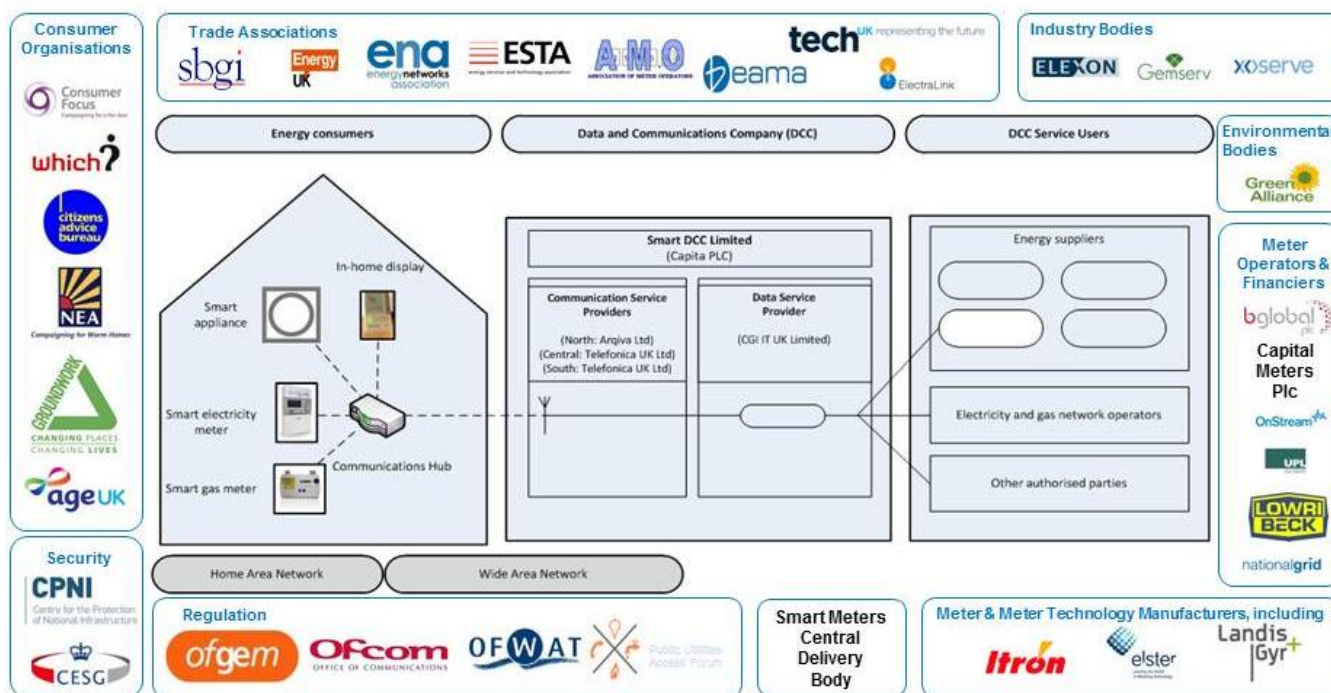 Consumer
Organisations
Consumer
Focus
Campaigning for a fair deal
which?
citizens
advice
bureau
NEA
Campaigning for Warm Homes
GROUNDWORK
CHANGING PLACES
CHANGING LIVES
ageUK
Security
CPNI
Centre for the Protection
of National Infrastructure
CESG
Trade Associations
sbgi
Energy
UK
ena
energynetworks
association
ESTA
energy services and technology association
AMO
ASSOCIATION OF METER OPERATORS
beama
techUK representing the future
ElectraLink
Industry Bodies
ELEXON
Gemserv
xoserve
Energy consumers
Data and Communications Company (DCC)
DCC Service Users
In-home display
Smart
appliance
Smart electricity
meter
Communications Hub
Smart gas meter
Smart DCC Limited
(Capita PLC)
Communication Service
Providers
(North: Arqiva Ltd)
(Central: Telefonica UK Ltd)
(South: Telefonica UK Ltd)
Data Service
Provider
(CGI IT UK Limited)
Energy suppliers
Electricity and gas network operators
Other authorised parties
Home Area Network
Wide Area Network
Environmental
Bodies
Green
Alliance
Meter
Operators &
Financiers
bglobal
plc
Capital
Meters
Plc
OnStream
UPL
LOWRI
BECK
nationalgrid
Regulation
ofgem
OFcom
OFFICE OF COMMUNICATIONS
OFWAT
Public Utilities
Access Forum
Smart Meters
Central
Delivery
Body
Meter & Meter Technology Manufacturers, including
Itrón
elster
Landis
Gyr+